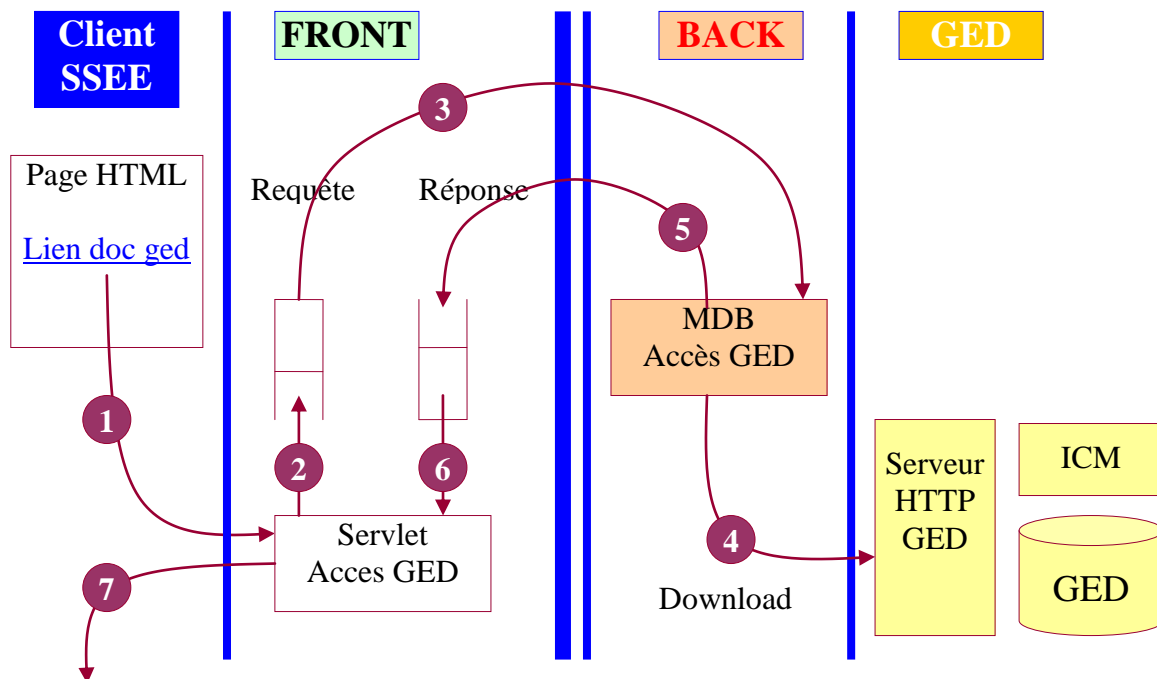 Client
SSEE
FRONT
BACK
GED
3
Page HTML
Requête
Réponse
5
Lien doc ged
MDB
Accès GED
1
2
6
Serveur
HTTP
GED
ICM
Servlet
Acces GED
4
7
Download
GED